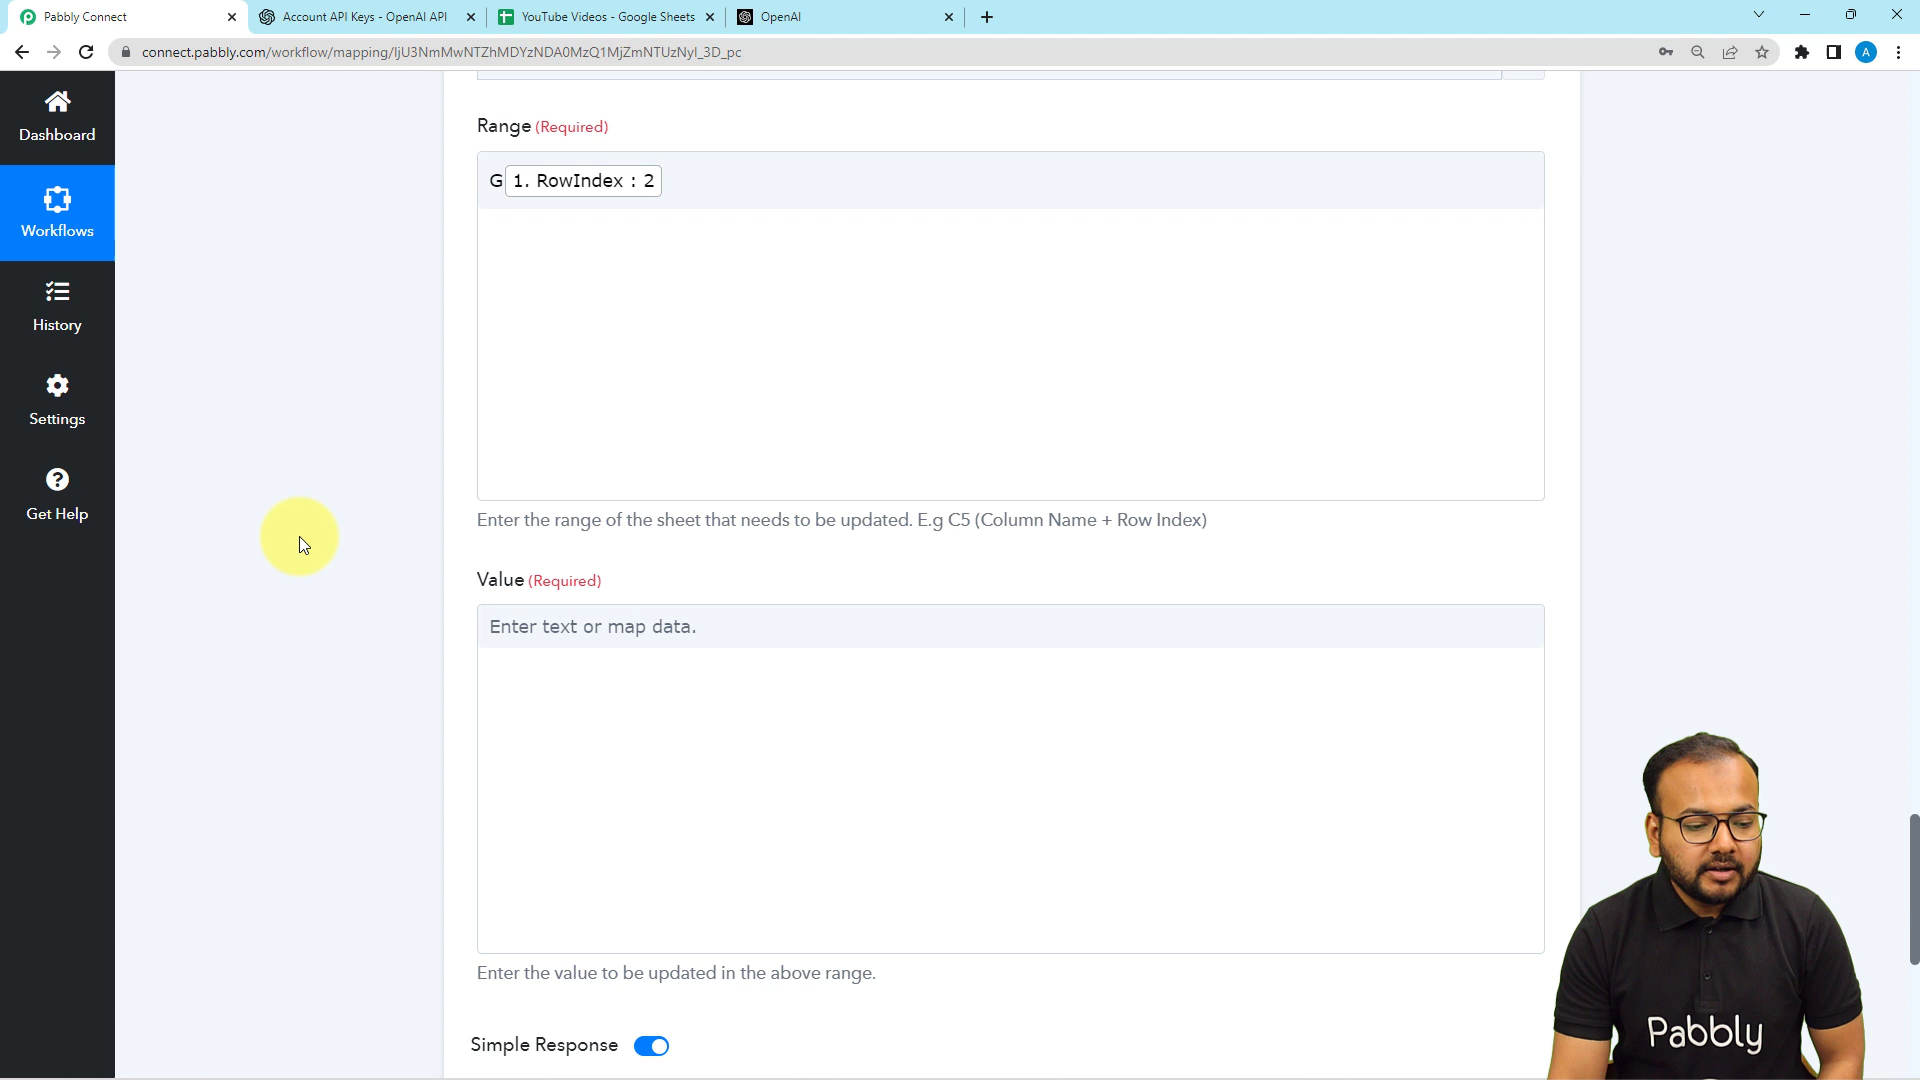 Pabbly Connect
Account API Keys - OpenAI API
YouTube Videos - Google Sheets
OpenAI
connect.pabbly.com/workflow/mapping/IjU3NmMwNTZhMDYzNDA0MzQ1MjZmNTUzNyI_3D_pc
A
Dashboard
Workflows
History
Settings
Get Help
Range (Required)
G 1. RowIndex : 2
Enter the range of the sheet that needs to be updated. E.g C5 (Column Name + Row Index)
Value (Required)
Enter text or map data.
Enter the value to be updated in the above range.
Simple Response
Pabbly